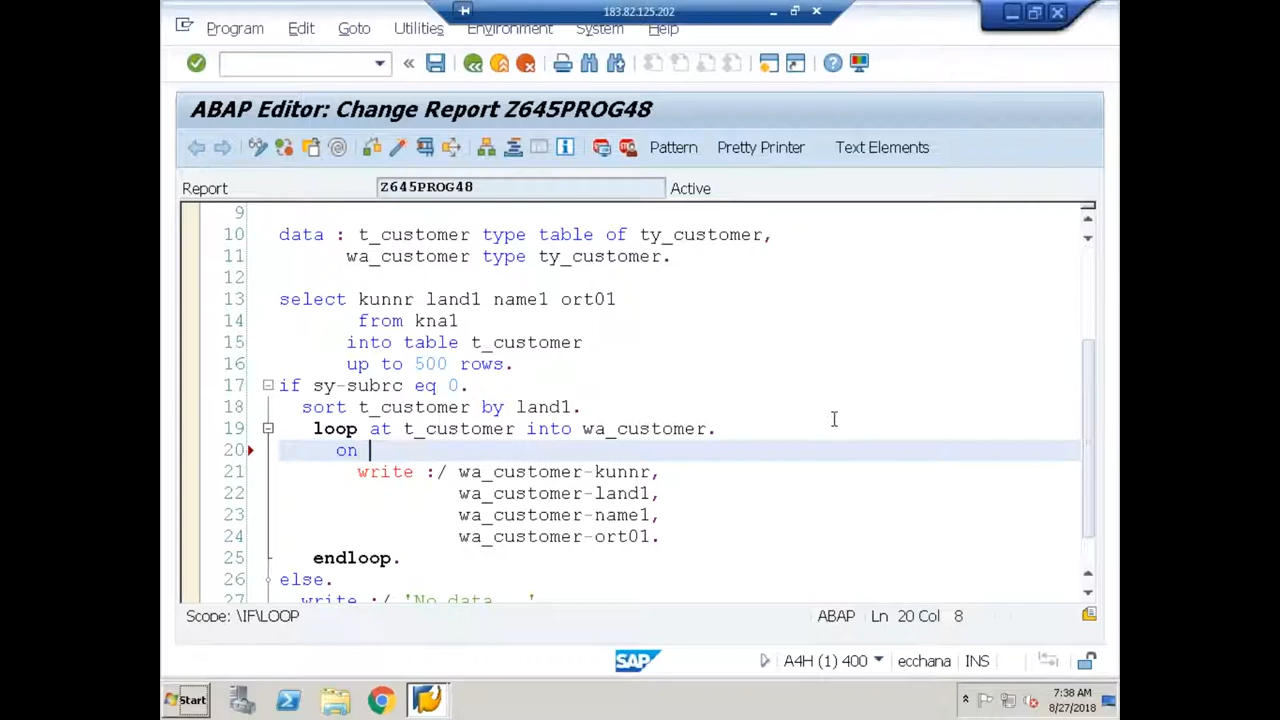 183.82.125.202
Program Edit Goto Utilities Environment System Help
ABAP Editor: Change Report Z645PROG48
Pattern Pretty Printer Text Elements
Report Z645PROG48 Active
9
10 data : t_customer type table of ty_customer,
11 wa_customer type ty_customer.
12
13 select kunnr land1 name1 ort01
14 from kna1
15 into table t_customer
16 up to 500 rows.
17 if sy-subrc eq 0.
18 sort t_customer by land1.
19 loop at t_customer into wa_customer.
20 on
21 write :/ wa_customer-kunnr,
22 wa_customer-land1,
23 wa_customer-name1,
24 wa_customer-ort01.
25 endloop.
26 else.
27 write :/ 'No data...'
Scope: \IF\LOOP ABAP Ln 20 Col 8
SAP A4H (1) 400 ecchana INS
Start 7:38 AM
8/27/2018